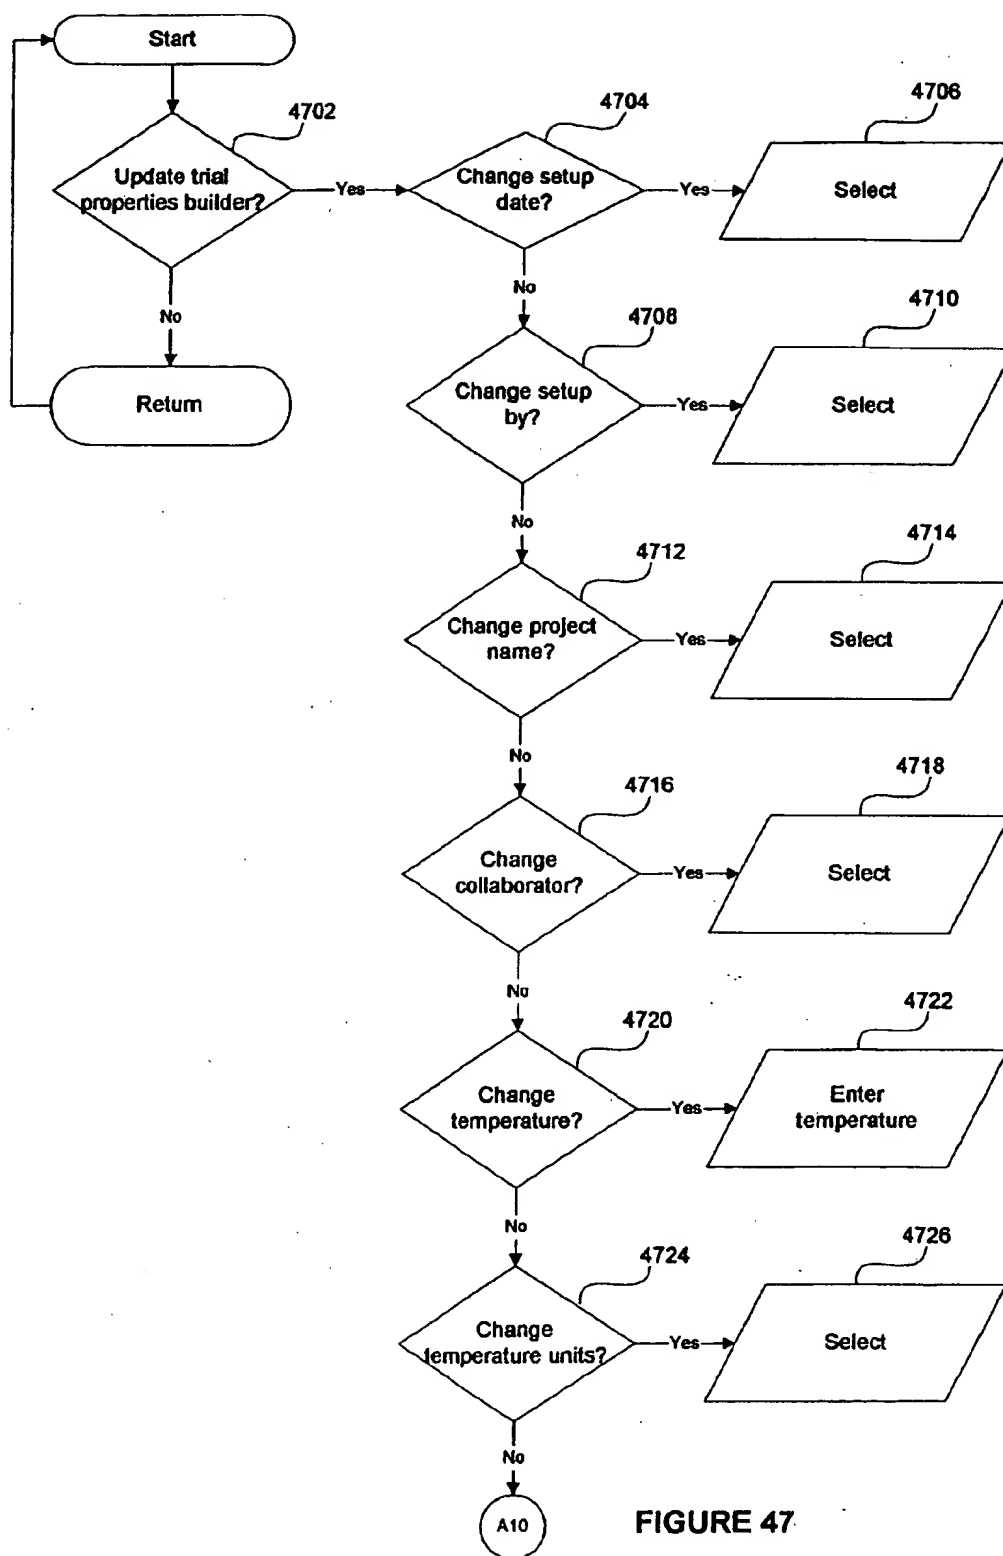 Start
4702
4704
4706
Update trial
properties builder?
Yes
Change setup
date?
Yes
Select
No
No
4708
4710
Return
Change setup
by?
Yes
Select
No
4712
4714
Change project
name?
Yes
Select
No
4716
4718
Change
collaborator?
Yes
Select
No
4720
4722
Change
temperature?
Yes
Enter
temperature
No
4724
4726
Change
temperature units?
Yes
Select
No
A10
FIGURE 47